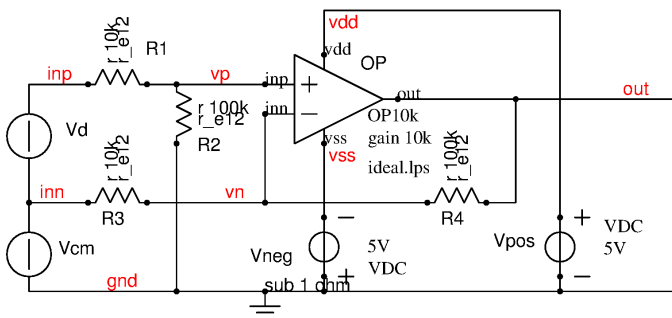 vdd
r 10k
r_e12
R1
vdd
OP
inp
vp
inp
+
out
out
r 100k
r_e12
R2
inn
−
OP10k
gain 10k
ideal.lps
Vd
vss
vss
r 10k
r_e12
R3
r 100k
r_e12
R4
inn
vn
Vcm
−
Vneg
5V
VDC
+
sub 1 ohm
gnd
Vpos
+
VDC
5V
−